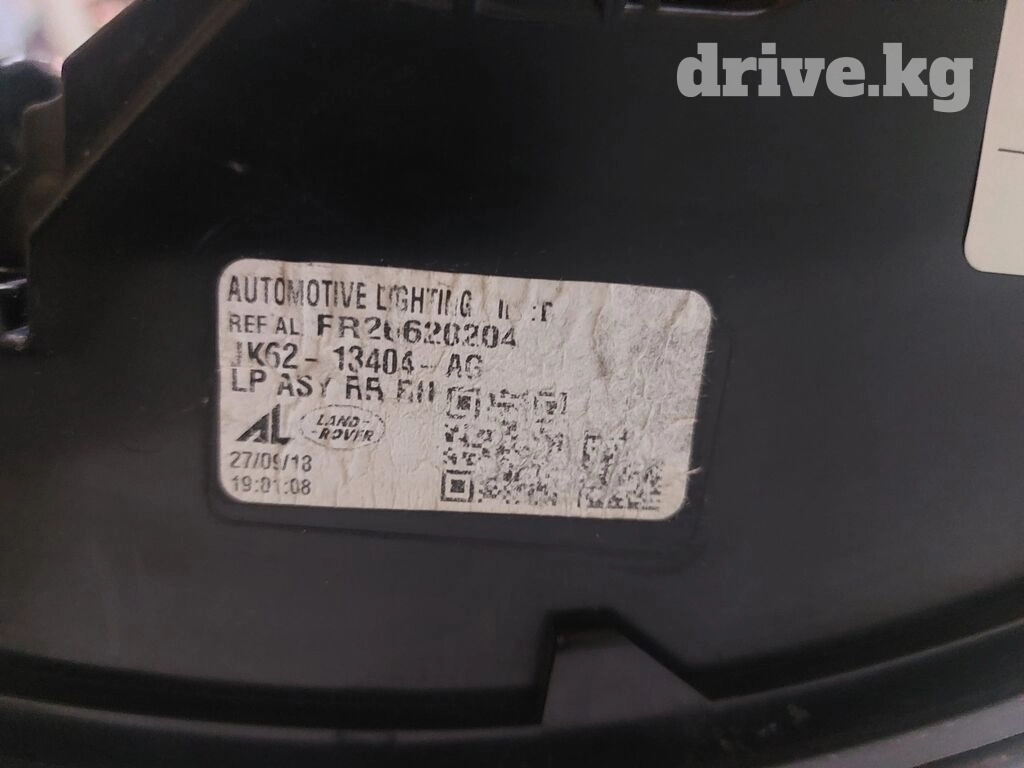 drive.kg
AUTOMOTIVE LIGHTING
REF AL FR20620204
JK62-13404-AG
LP ASY RR RH
AL LAND-
-ROVER
27/09/18
19:01:08